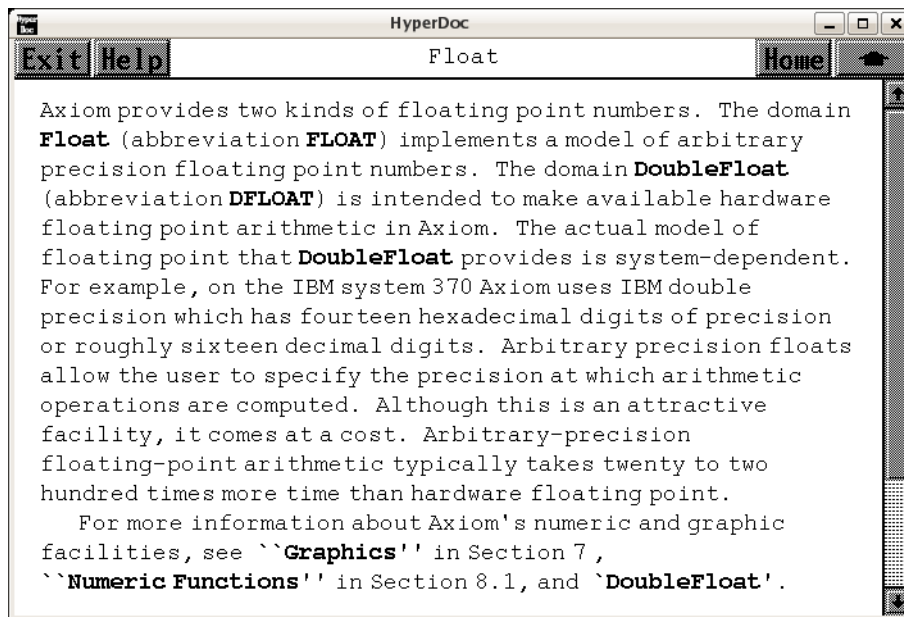 Hyper Doc HyperDoc
Exit Help Float Home
Axiom provides two kinds of floating point numbers. The domain
Float (abbreviation FLOAT) implements a model of arbitrary
precision floating point numbers. The domain DoubleFloat
(abbreviation DFLOAT) is intended to make available hardware
floating point arithmetic in Axiom. The actual model of
floating point that DoubleFloat provides is system-dependent.
For example, on the IBM system 370 Axiom uses IBM double
precision which has fourteen hexadecimal digits of precision
or roughly sixteen decimal digits. Arbitrary precision floats
allow the user to specify the precision at which arithmetic
operations are computed. Although this is an attractive
facility, it comes at a cost. Arbitrary-precision
floating-point arithmetic typically takes twenty to two
hundred times more time than hardware floating point.
For more information about Axiom's numeric and graphic
facilities, see ``Graphics'' in Section 7 ,
``Numeric Functions'' in Section 8.1, and `DoubleFloat'.